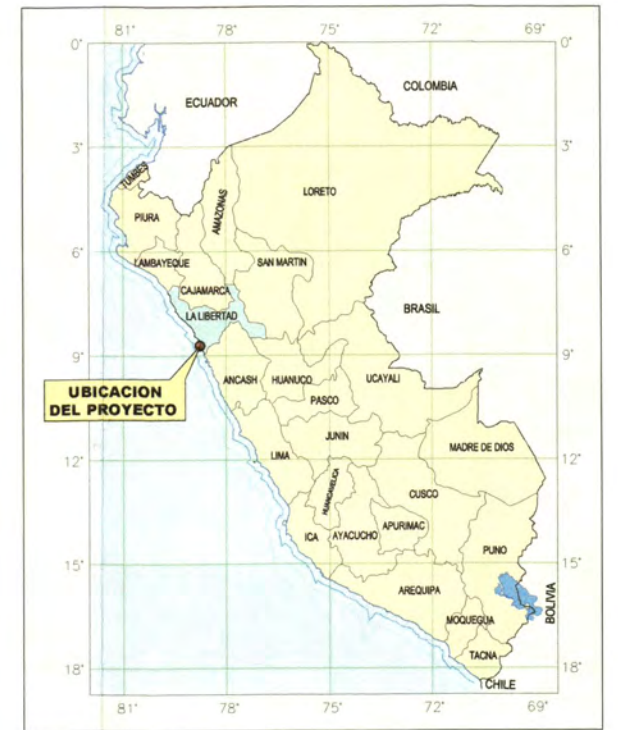 81° 78° 75° 72° 69°
0° 0°
COLOMBIA
ECUADOR
3° 3°
TUMBES
LORETO
AMAZONAS
PIURA
6° 6°
LAMBAYEQUE
SAN MARTIN
CAJAMARCA
BRASIL
LA LIBERTAD
9° 9°
ANCASH
HUANUCO
UCAYALI
UBICACION
DEL PROYECTO
PASCO
JUNIN
MADRE DE DIOS
LIMA
12° 12°
HUANCAVELICA
CUSCO
APURIMAC
ICA
AYACUCHO
PUNO
15° 15°
AREQUIPA
BOLIVIA
MOQUEGUA
TACNA
18° 18°
CHILE
81° 78° 75° 72° 69°